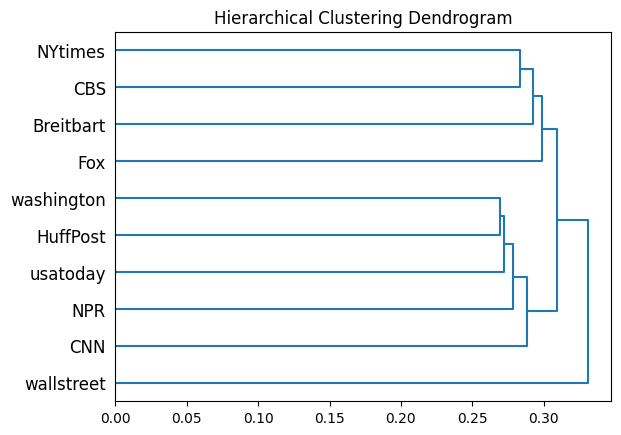 Hierarchical Clustering Dendrogram
NYtimes
CBS
Breitbart
Fox
washington
HuffPost
usatoday
NPR
CNN
wallstreet
0.00 0.05 0.10 0.15 0.20 0.25 0.30